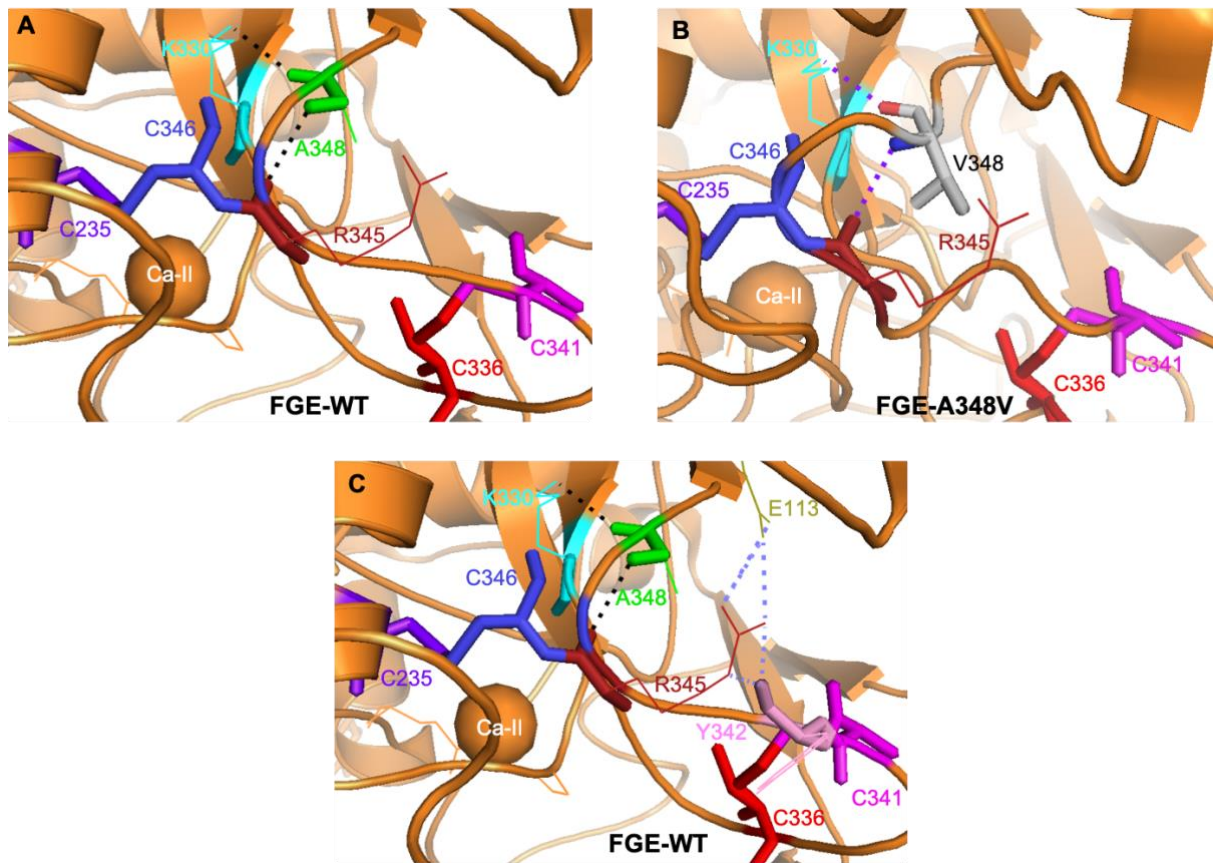 A
K330
C346
A348
C235
R345
Ca-II
C341
C336
FGE-WT
B
K330
C346
V348
C235
R345
Ca-II
C341
C336
FGE-A348V
C
K330
E113
C346
A348
C235
R345
Ca-II
Y342
C341
C336
FGE-WT